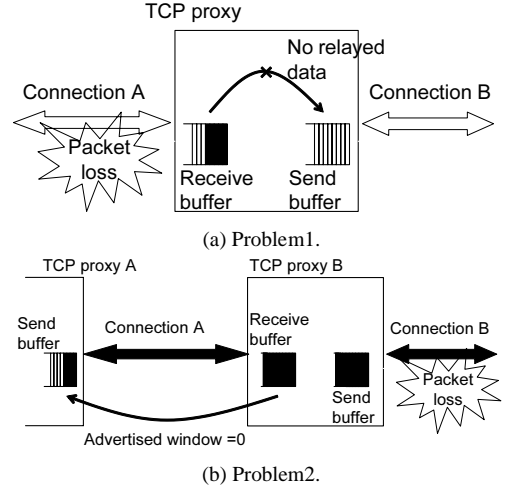 TCP proxy
No relayed
data
Connection A
Connection B
Packet
loss
Receive
buffer
Send
buffer
(a) Problem1.
TCP proxy A
TCP proxy B
Send
buffer
Connection A
Receive
buffer
Connection B
Packet
loss
Send
buffer
Advertised window =0
(b) Problem2.